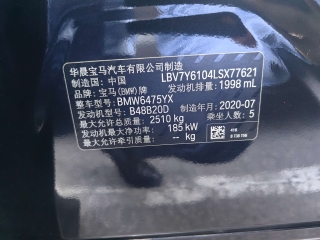 华晨宝马汽车有限公司制造
制造国：中国 LBV7Y6104LSX77621
品牌：宝马(BMW)牌 发动机排量：1998 mL
整车型号：BMW6475YX
发动机型号：B48B20D 制造年月：2020-07
最大允许总质量：2510 kg 乘坐人数：5
发动机最大净功率：185 kW
最大允许牵引质量：-- kg